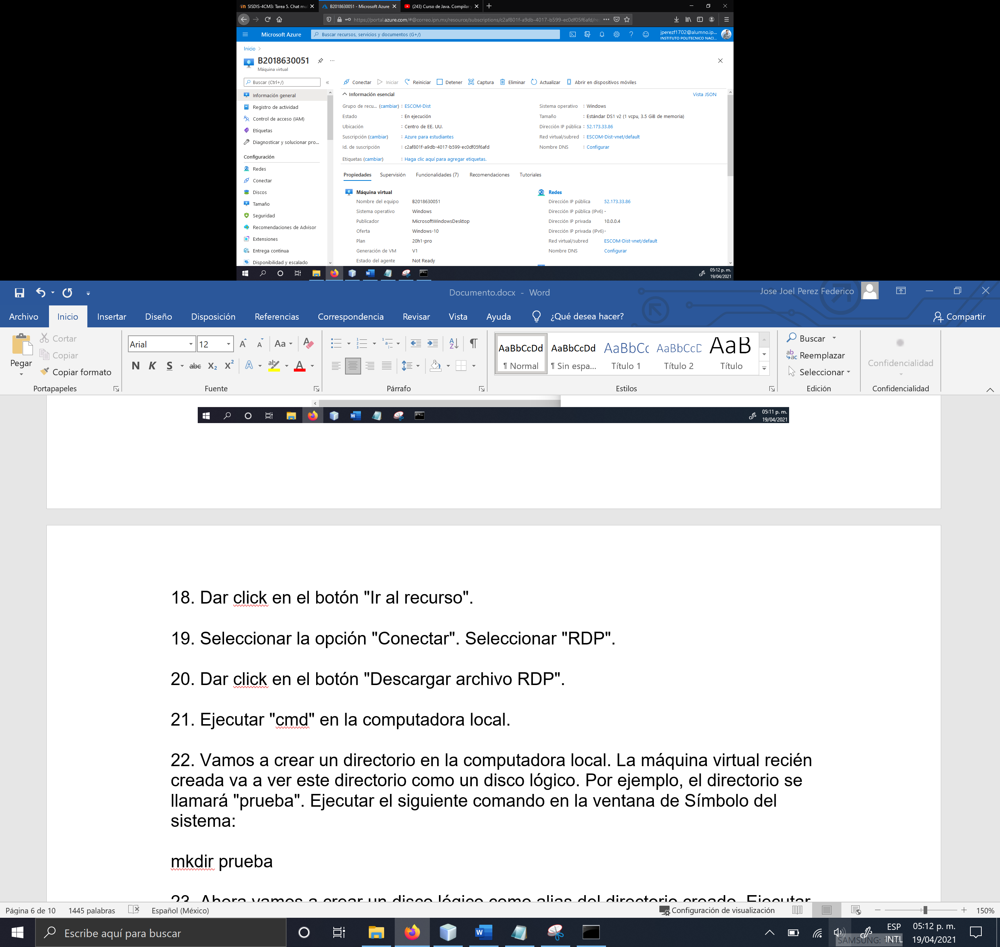 SISDIS-4CM3: Tarea 5. Chat mu
B2018630051 - Microsoft Azure
(243) Curso de Java. Compilar y
https://portal.azure.com/#@correo.ipn.mx/resource/subscriptions/c2af801f-a9db-4017-b599-ec0df05f6afd/re
Microsoft Azure
Buscar recursos, servicios y documentos (G+/)
jperezf1702@alumno.ip...
INSTITUTO POLITECNICO NACI...
Inicio >
B2018630051
Máquina virtual
Buscar (Ctrl+/)
Conectar Iniciar Reiniciar Detener Captura Eliminar Actualizar Abrir en dispositivos móviles
Información general
Registro de actividad
Control de acceso (IAM)
Etiquetas
Diagnosticar y solucionar pro...
Configuración
Redes
Conectar
Discos
Tamaño
Seguridad
Recomendaciones de Advisor
Extensiones
Entrega continua
Disponibilidad y escalado
Información esencial
Vista JSON
Grupo de recu... (cambiar) : ESCOM-Dist
Estado : En ejecución
Ubicación : Centro de EE. UU.
Suscripción (cambiar) : Azure para estudiantes
Id. de suscripción : c2af801f-a9db-4017-b599-ec0df05f6afd
Etiquetas (cambiar) : Haga clic aquí para agregar etiquetas.
Sistema operativo : Windows
Tamaño : Estándar DS1 v2 (1 vcpu, 3.5 GiB de memoria)
Dirección IP pública : 52.173.33.86
Red virtual/subred : ESCOM-Dist-vnet/default
Nombre DNS : Configurar
Propiedades Supervisión Funcionalidades (7) Recomendaciones Tutoriales
Máquina virtual
Nombre del equipo B2018630051
Sistema operativo Windows
Publicador MicrosoftWindowsDesktop
Oferta Windows-10
Plan 20h1-pro
Generación de VM V1
Estado del agente Not Ready
Redes
Dirección IP pública 52.173.33.86
Dirección IP pública (IPv6) -
Dirección IP privada 10.0.0.4
Dirección IP privada (IPv6) -
Red virtual/subred ESCOM-Dist-vnet/default
Nombre DNS Configurar
05:12 p. m.
19/04/2021
Documento.docx - Word
Jose Joel Perez Federico
Archivo Inicio Insertar Diseño Disposición Referencias Correspondencia Revisar Vista Ayuda ¿Qué desea hacer? Compartir
Pegar
Cortar
Copiar
Copiar formato
Portapapeles
Arial 12
N K S abc X2 X2
Fuente
Párrafo
AaBbCcDd AaBbCcDd AaBbCc AaBbCcD AaB
¶ Normal ¶ Sin espa... Título 1 Título 2 Título
Estilos
Buscar
Reemplazar
Seleccionar
Edición
Confidencialidad
Confidencialidad
05:11 p. m.
19/04/2021
18. Dar click en el botón "Ir al recurso".
19. Seleccionar la opción "Conectar". Seleccionar "RDP".
20. Dar click en el botón "Descargar archivo RDP".
21. Ejecutar "cmd" en la computadora local.
22. Vamos a crear un directorio en la computadora local. La máquina virtual recién
creada va a ver este directorio como un disco lógico. Por ejemplo, el directorio se
llamará "prueba". Ejecutar el siguiente comando en la ventana de Símbolo del
sistema:
mkdir prueba
23. Ahora vamos a crear un disco lógico como alias del directorio creado. Ejecutar
Página 6 de 10 1445 palabras Español (México)
Configuración de visualización
150%
Escribe aquí para buscar
ESP
INTL
05:12 p. m.
19/04/2021
SAMSUNG: